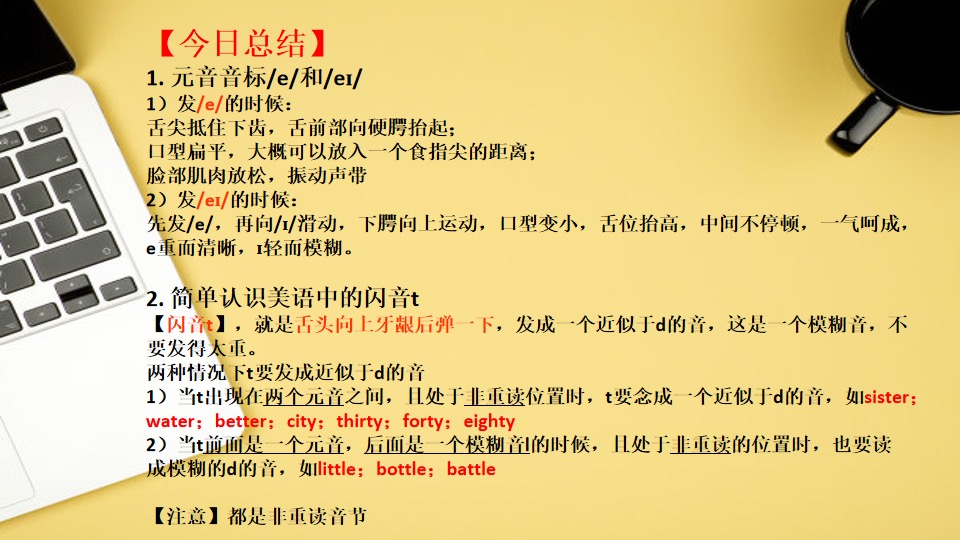 【今日总结】
1. 元音音标/e/和/eɪ/
1）发/e/的时候：
舌尖抵住下齿，舌前部向硬腭抬起；
口型扁平，大概可以放入一个食指尖的距离；
脸部肌肉放松，振动声带
2）发/eɪ/的时候：
先发/e/，再向/ɪ/滑动，下腭向上运动，口型变小，舌位抬高，中间不停顿，一气呵成，
e重而清晰，ɪ轻而模糊。
2. 简单认识美语中的闪音t
【闪音t】，就是舌头向上牙龈后弹一下，发成一个近似于d的音，这是一个模糊音，不
要发得太重。
两种情况下t要发成近似于d的音
1）当t出现在两个元音之间，且处于非重读位置时，t要念成一个近似于d的音，如sister；
water；better；city；thirty；forty；eighty
2）当t前面是一个元音，后面是一个模糊音l的时候，且处于非重读的位置时，也要读
成模糊的d的音，如little；bottle；battle
【注意】都是非重读音节